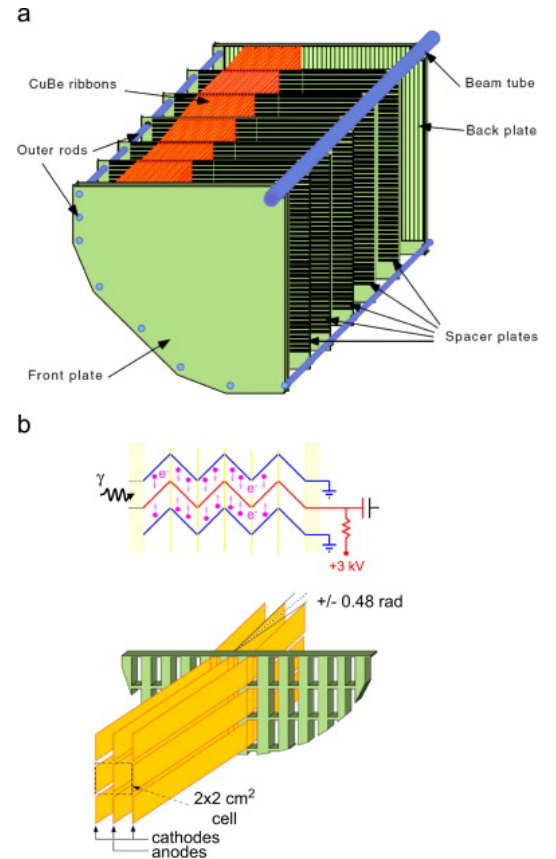 a
CuBe ribbons
Beam tube
Back plate
Outer rods
Spacer plates
Front plate
b
γ
e-
e-
e-
e-
+3 kV
+/- 0.48 rad
2x2 cm²
cell
cathodes
anodes